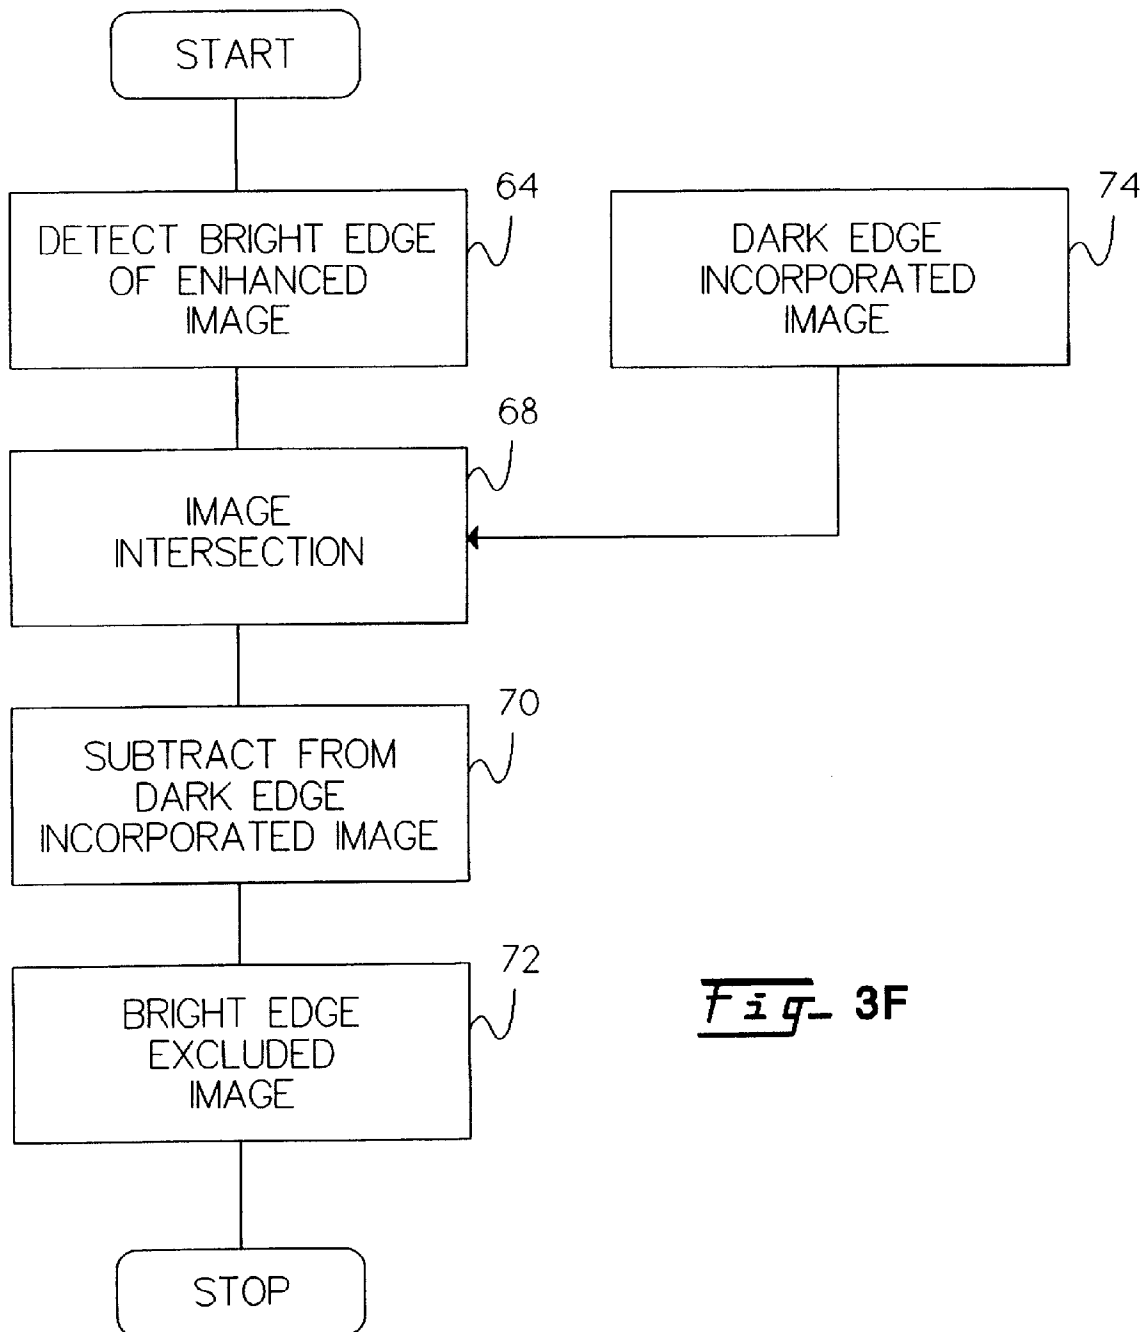 START
64
DETECT BRIGHT EDGE
OF ENHANCED
IMAGE
74
DARK EDGE
INCORPORATED
IMAGE
68
IMAGE
INTERSECTION
70
SUBTRACT FROM
DARK EDGE
INCORPORATED IMAGE
72
BRIGHT EDGE
EXCLUDED
IMAGE
Fig_ 3F
STOP